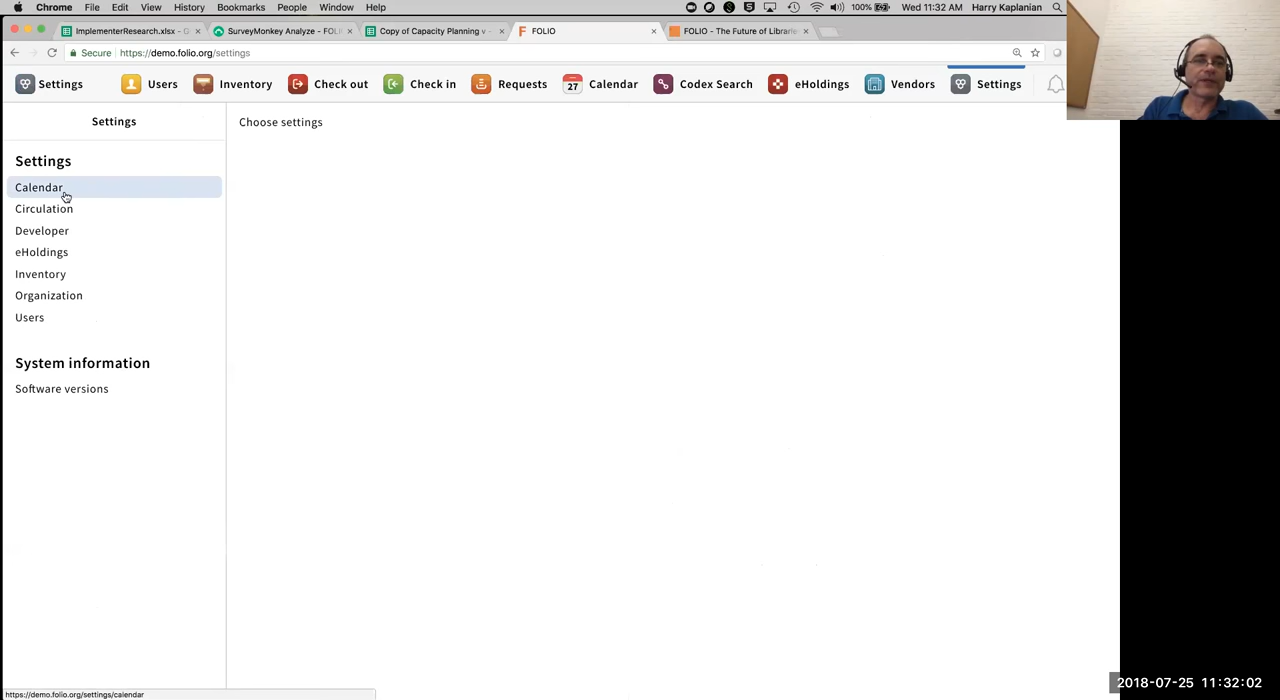 Chrome File Edit View History Bookmarks People Window Help 100% Wed 11:32 AM Harry Kaplanian
ImplementerResearch.xlsx - G SurveyMonkey Analyze - FOLI Copy of Capacity Planning v - FOLIO FOLIO - The Future of Librarie
Secure https://demo.folio.org/settings
Settings Users Inventory Check out Check in Requests 27 Calendar Codex Search eHoldings Vendors Settings
Settings
Choose settings
Settings
Calendar
Circulation
Developer
eHoldings
Inventory
Organization
Users
System information
Software versions
https://demo.folio.org/settings/calendar
2018-07-25 11:32:02